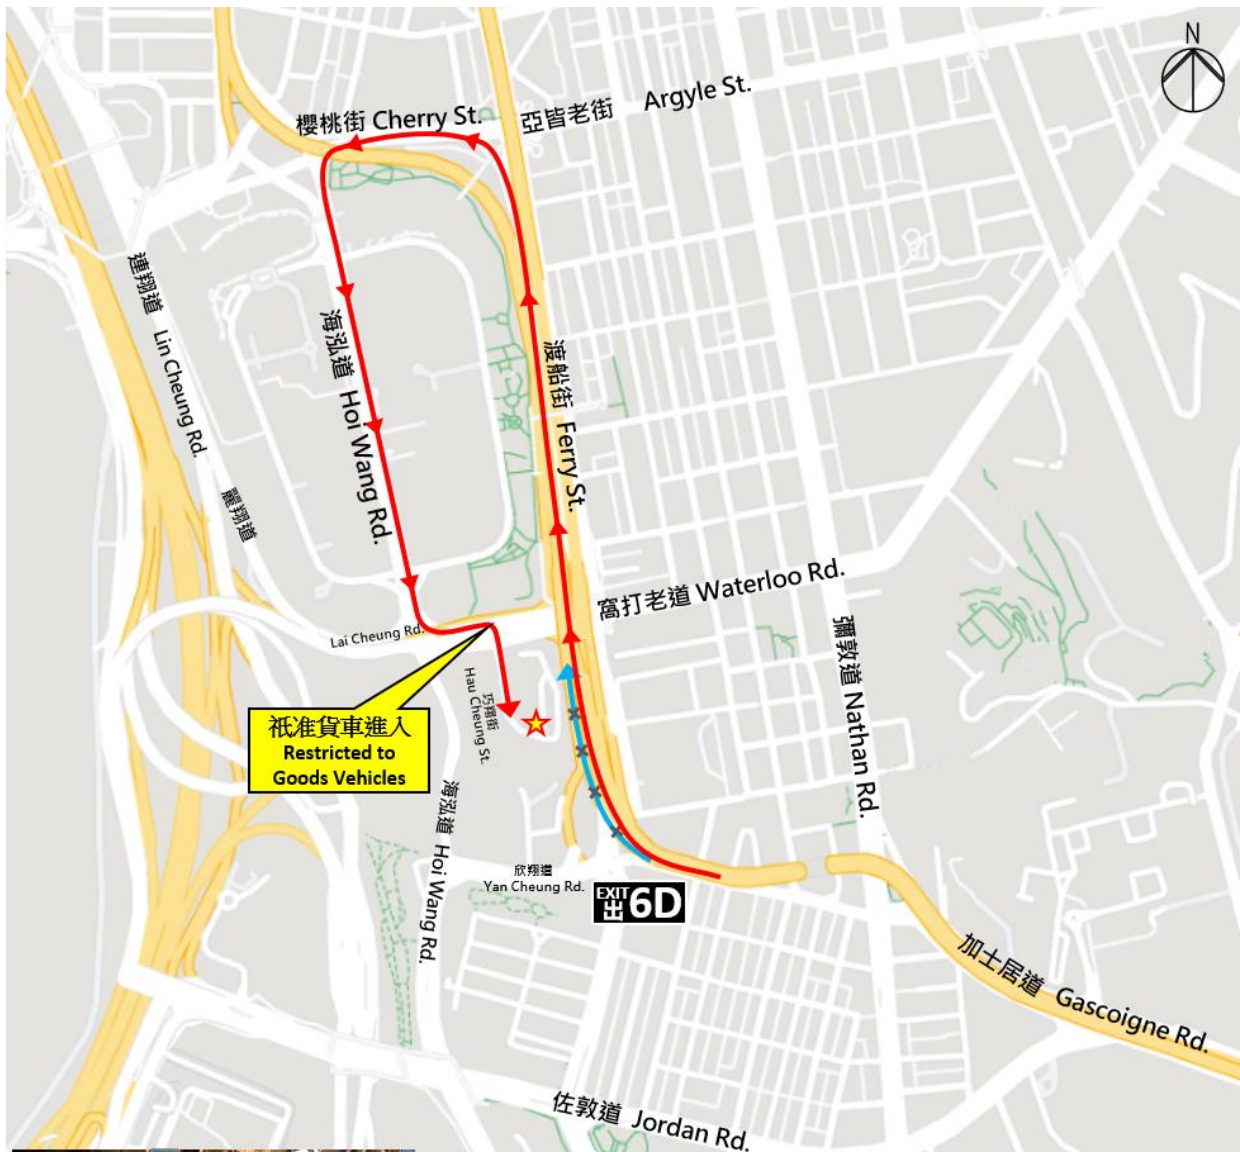 N
櫻桃街 Cherry St.
亞皆老街 Argyle St.
連翔道 Lin Cheung Rd.
海泓道 Hoi Wang Rd.
渡船街 Ferry St.
麗翔道
Lai Cheung Rd.
窩打老道 Waterloo Rd.
彌敦道 Nathan Rd.
巧翔街
Hau Cheung St.
祇准貨車進入
Restricted to
Goods Vehicles
海泓道 Hoi Wang Rd.
欣翔道
Yan Cheung Rd.
EXIT
出 6D
加士居道 Gascoigne Rd.
佐敦道 Jordan Rd.